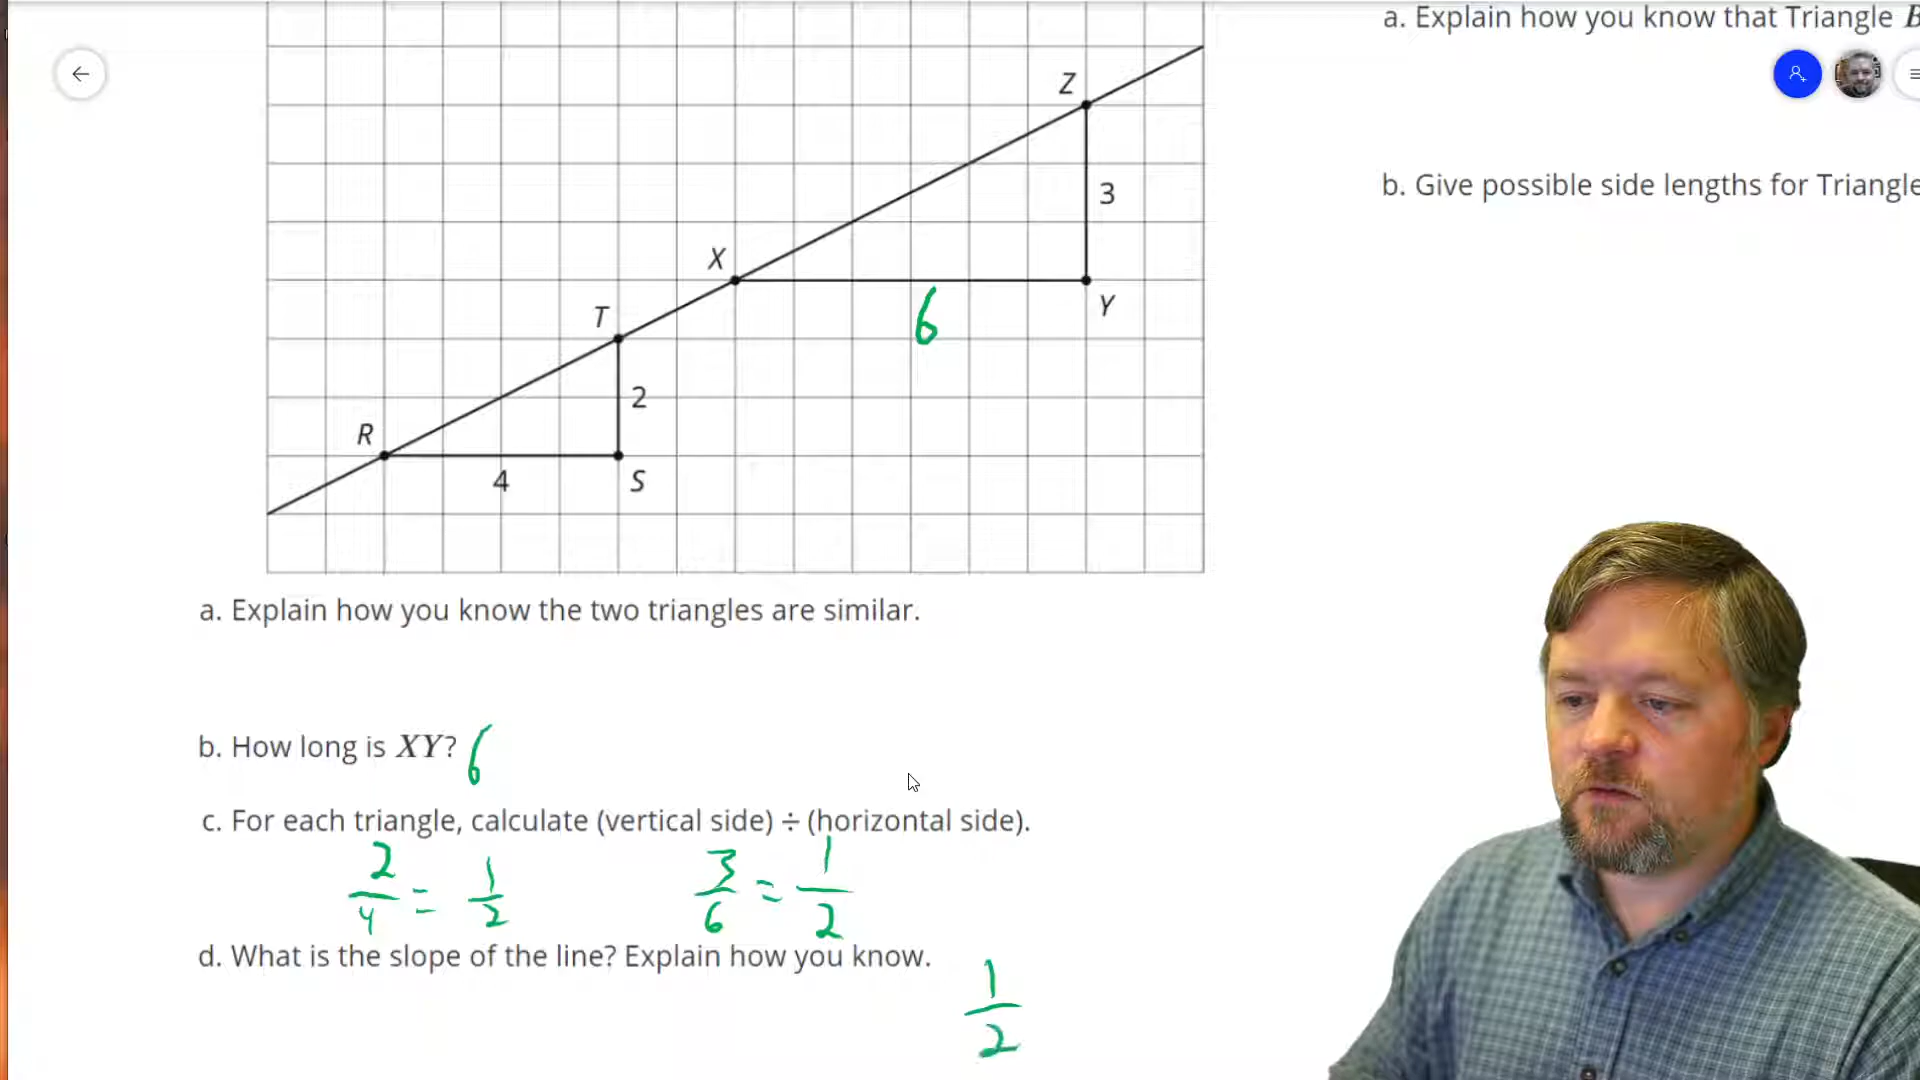 a. Explain how you know that Triangle B
Z
3
b. Give possible side lengths for Triangle
X
Y
T
6
2
R
4
S
a. Explain how you know the two triangles are similar.
b. How long is XY? 6
c. For each triangle, calculate (vertical side) ÷ (horizontal side).
2/4 = 1/2 3/6 = 1/2
d. What is the slope of the line? Explain how you know.
1/2